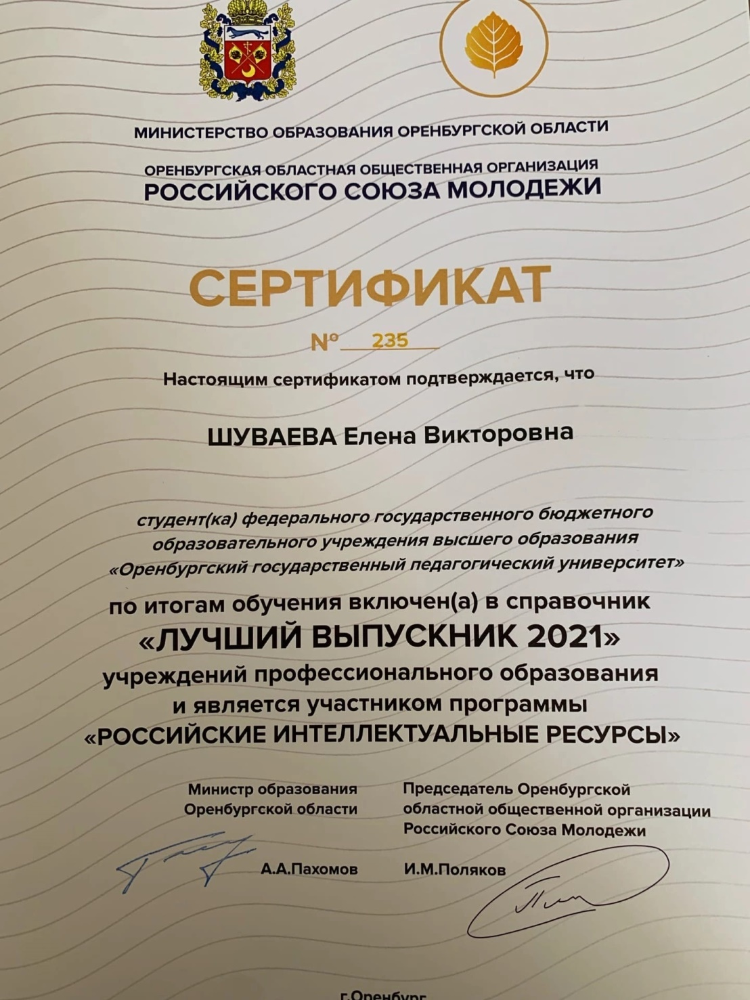 МИНИСТЕРСТВО ОБРАЗОВАНИЯ ОРЕНБУРГСКОЙ ОБЛАСТИ
ОРЕНБУРГСКАЯ ОБЛАСТНАЯ ОБЩЕСТВЕННАЯ ОРГАНИЗАЦИЯ
РОССИЙСКОГО СОЮЗА МОЛОДЕЖИ
СЕРТИФИКАТ
№ 235
Настоящим сертификатом подтверждается, что
ШУВАЕВА Елена Викторовна
студент(ка) федерального государственного бюджетного
образовательного учреждения высшего образования
«Оренбургский государственный педагогический университет»
по итогам обучения включен(а) в справочник
«ЛУЧШИЙ ВЫПУСКНИК 2021»
учреждений профессионального образования
и является участником программы
«РОССИЙСКИЕ ИНТЕЛЛЕКТУАЛЬНЫЕ РЕСУРСЫ»
Министр образования
Оренбургской области
А.А.Пахомов
Председатель Оренбургской
областной общественной организации
Российского Союза Молодежи
И.М.Поляков
г.Оренбург